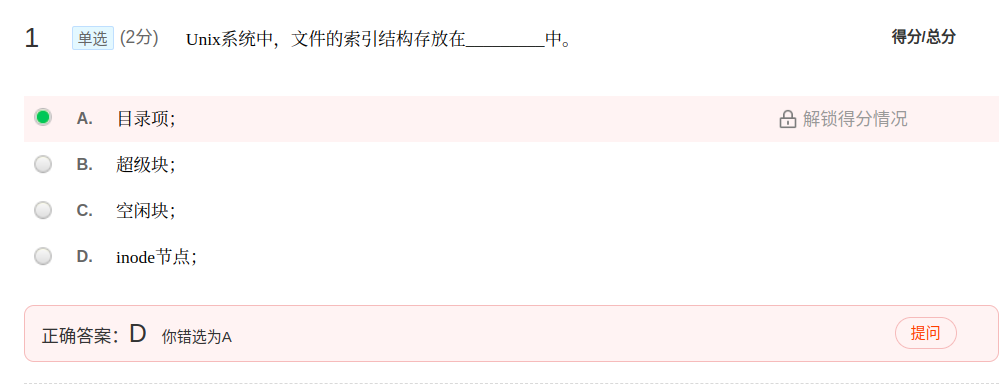 1 单选 (2分) Unix系统中，文件的索引结构存放在_________中。 得分/总分
A. 目录项； 解锁得分情况
B. 超级块；
C. 空闲块；
D. inode节点；
正确答案：D 你错选为A 提问